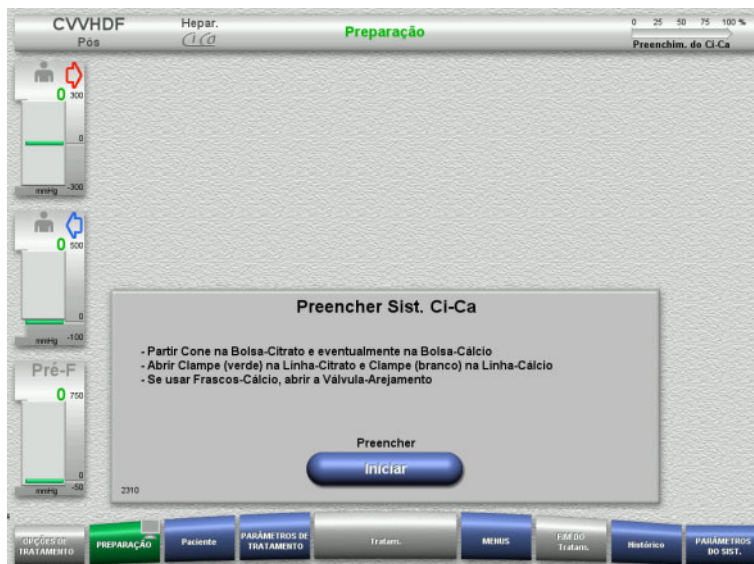 CVVHDF
Pós
Hepar.
Ci Ca
Preparação
0 25 50 75 100 %
Preenchim. do Ci-Ca
0
300
0
-300
mmHg
0
500
0
-100
mmHg
Pré-F
0
750
0
-50
mmHg
Preencher Sist. Ci-Ca
- Partir Cone na Bolsa-Citrato e eventualmente na Bolsa-Cálcio
- Abrir Clampe (verde) na Linha-Citrato e Clampe (branco) na Linha-Cálcio
- Se usar Frascos-Cálcio, abrir a Válvula-Arejamento
Preencher
Iniciar
2310
OPÇÕES DE TRATAMENTO
PREPARAÇÃO
Paciente
PARÂMETROS DE TRATAMENTO
Tratam.
MENUS
FIM DO Tratam.
Histórico
PARÂMETROS DO SIST.